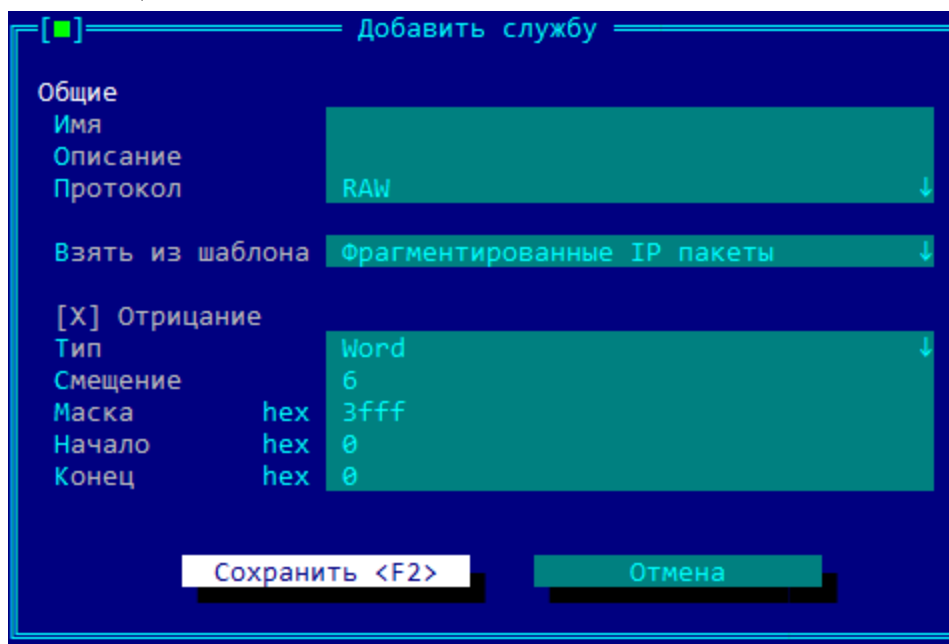 [■] Добавить службу
Общие
Имя
Описание
Протокол RAW ↓
Взять из шаблона Фрагментированные IP пакеты ↓
[X] Отрицание
Тип Word ↓
Смещение 6
Маска hex 3fff
Начало hex 0
Конец hex 0
Сохранить <F2> Отмена